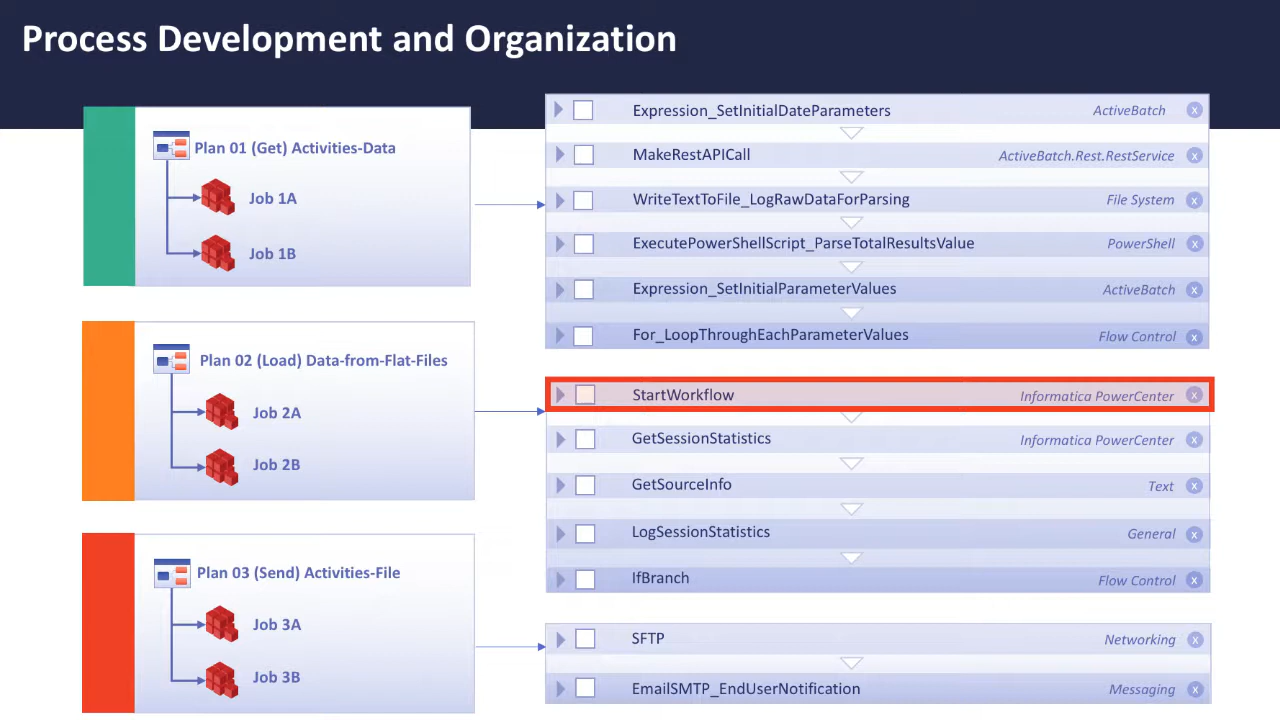 Process Development and Organization
Plan 01 (Get) Activities-Data
Job 1A
Job 1B
Expression_SetInitialDateParameters ActiveBatch x
MakeRestAPICall ActiveBatch.Rest.RestService x
WriteTextToFile_LogRawDataForParsing File System x
ExecutePowerShellScript_ParseTotalResultsValue PowerShell x
Expression_SetInitialParameterValues ActiveBatch x
For_LoopThroughEachParameterValues Flow Control x
Plan 02 (Load) Data-from-Flat-Files
Job 2A
Job 2B
StartWorkflow Informatica PowerCenter x
GetSessionStatistics Informatica PowerCenter x
GetSourceInfo Text x
LogSessionStatistics General x
IfBranch Flow Control x
Plan 03 (Send) Activities-File
Job 3A
Job 3B
SFTP Networking x
EmailSMTP_EndUserNotification Messaging x